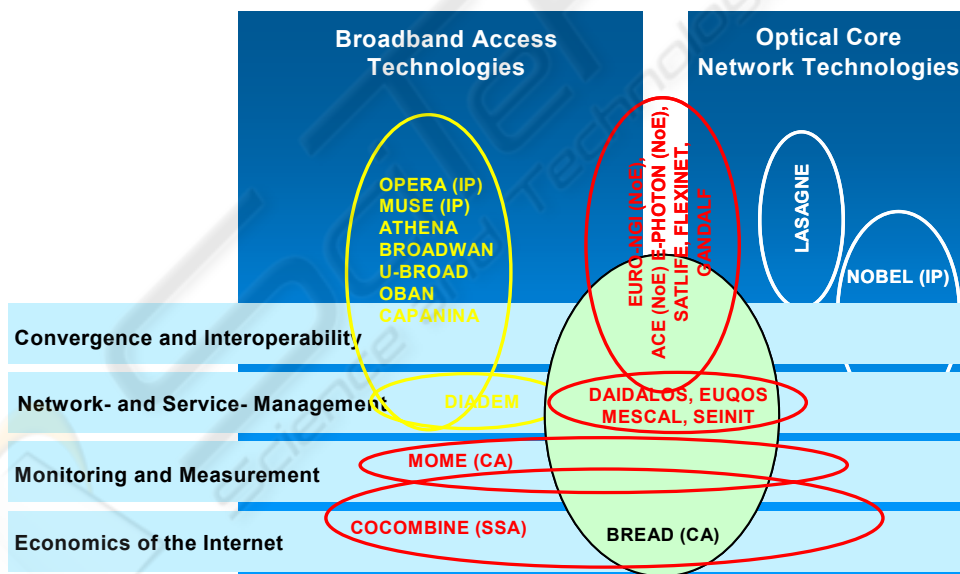 Broadband Access
Technologies
Optical Core
Network Technologies
OPERA (IP)
MUSE (IP)
ATHENA
BROADWAN
U-BROAD
OBAN
CAPANINA
EURO-NGI (NoE),
ACE (NoE) E-PHOTON (NoE),
SATLIFE, FLEXINET,
GANDALF
LASAGNE
NOBEL (IP)
Convergence and Interoperability
Network- and Service- Management
DIADEM
DAIDALOS, EUQOS
MESCAL, SEINIT
Monitoring and Measurement
MOME (CA)
Economics of the Internet
COCOMBINE (SSA)
BREAD (CA)